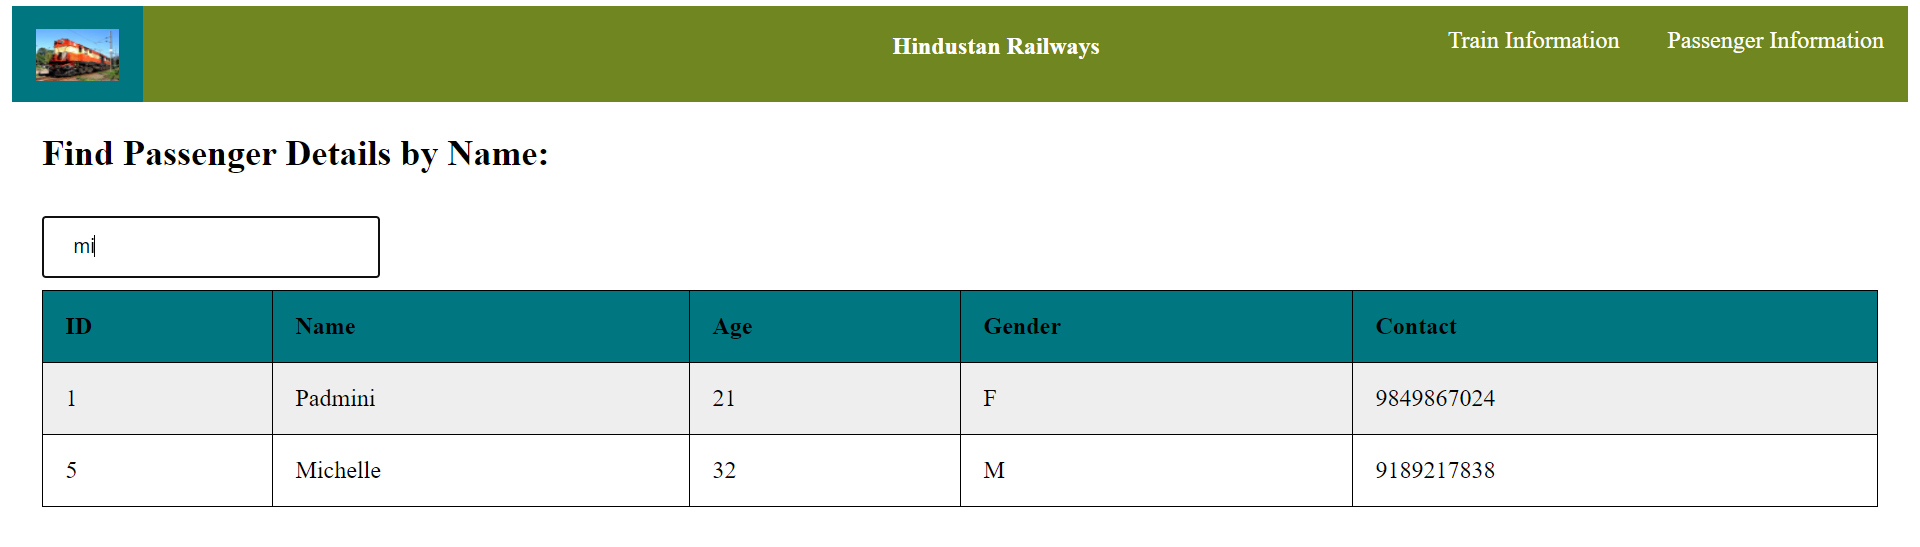 Hindustan Railways
Train Information Passenger Information
Find Passenger Details by Name:
mi
ID Name Age Gender Contact
1 Padmini 21 F 9849867024
5 Michelle 32 M 9189217838